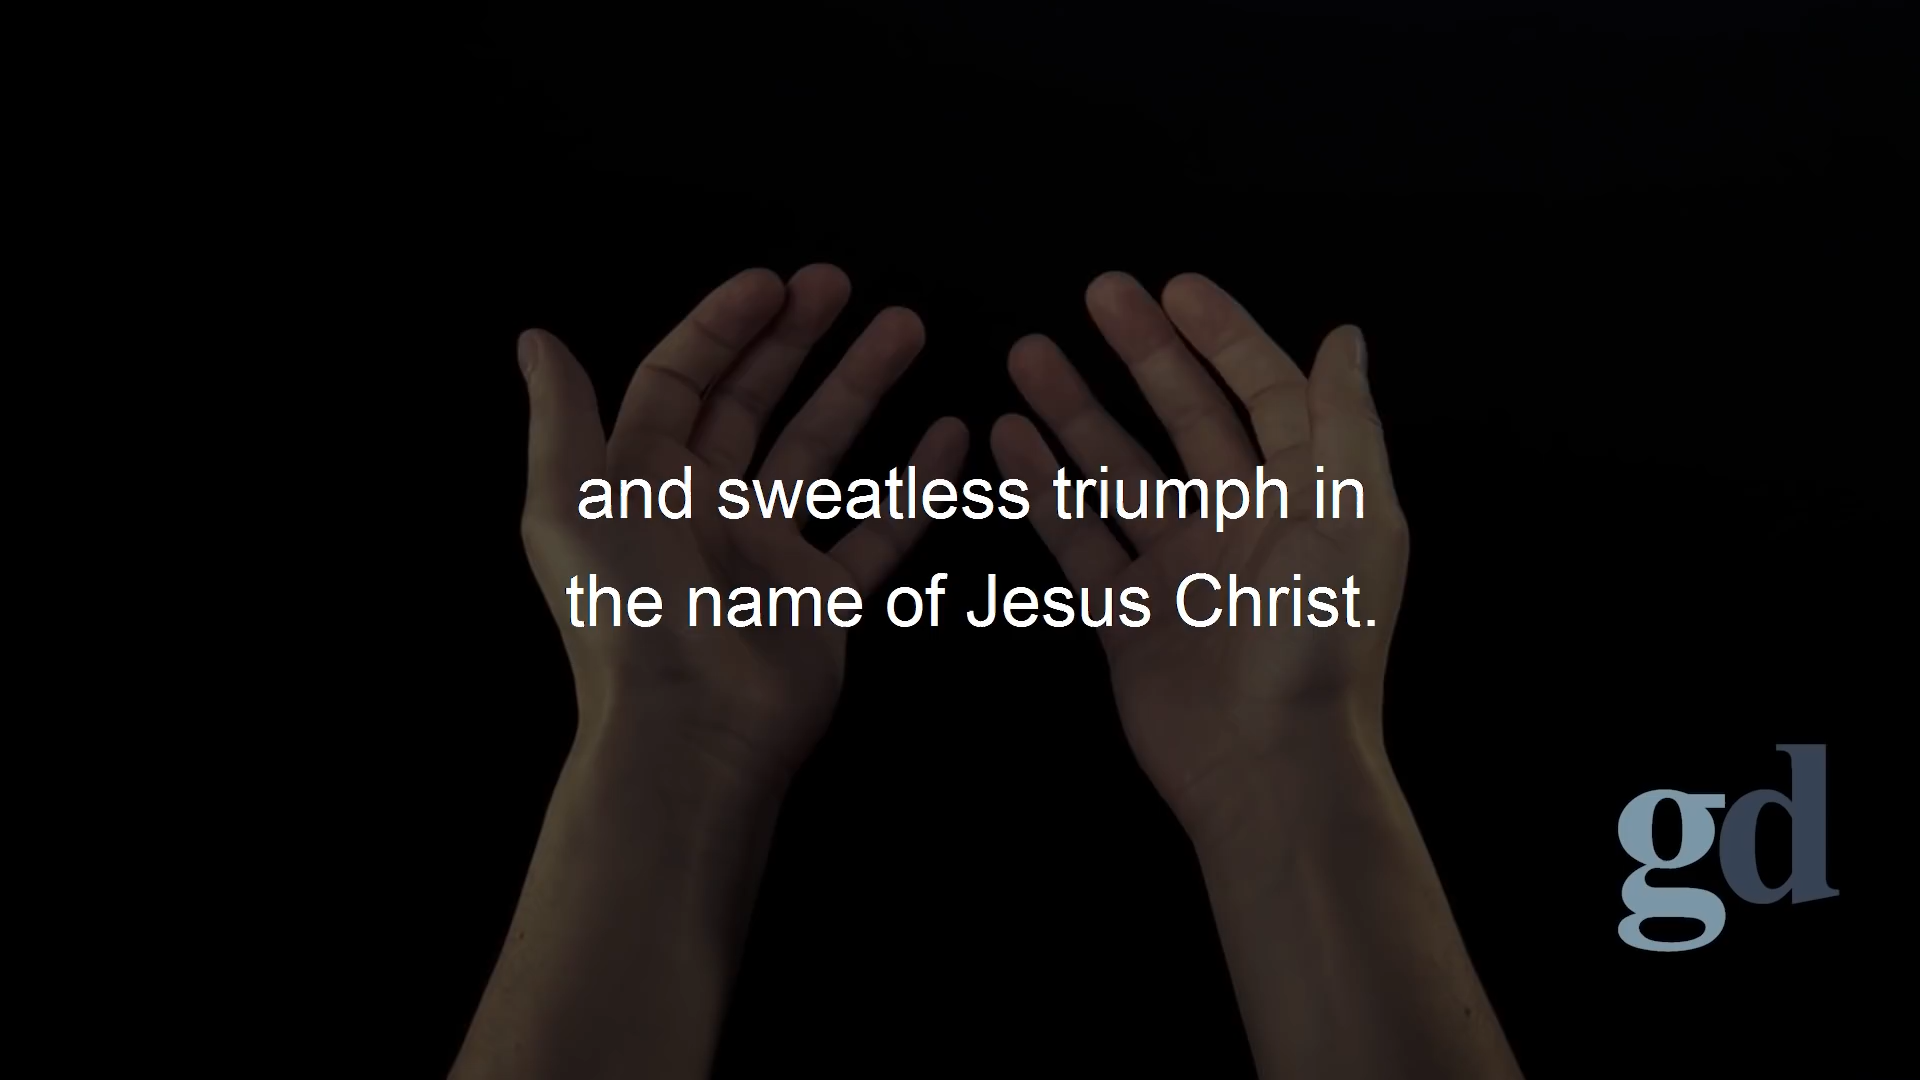 and sweatless triumph in
the name of Jesus Christ.
gd